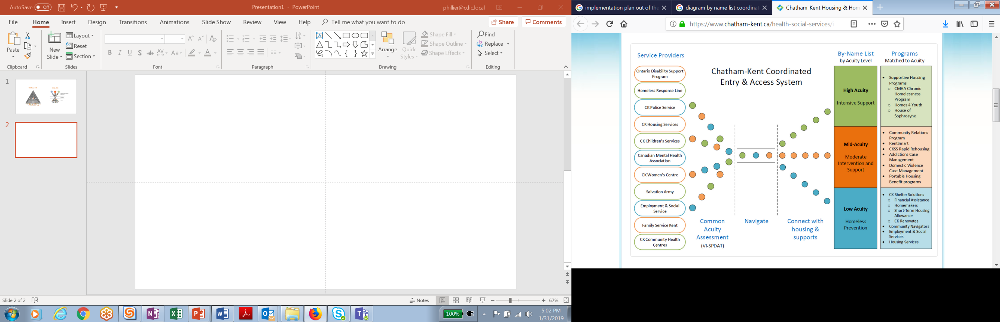 AutoSave Off
Presentation1 - PowerPoint
phillier@cdic.local
File Home Insert Design Transitions Animations Slide Show Review View Help Tell me what you want to do
Share Comments
Paste
Clipboard
New
Slide
Layout
Reset
Section
Slides
B I U S ab AV Aa A
Font
Paragraph
Arrange
Quick
Styles
Shape Fill
Shape Outline
Shape Effects
Drawing
Find
Replace
Select
Editing
1
2
Slide 2 of 2
Notes
67%
100%
5:02 PM
1/31/2019
implementation plan out of the
diagram by name list coordinat
Chatham-Kent Housing & Hom
https://www.chatham-kent.ca/health-social-services/
Service Providers
Ontario Disability Support
Program
Homeless Response Line
CK Police Service
CK Housing Services
CK Children's Services
Canadian Mental Health
Association
CK Women's Centre
Salvation Army
Employment & Social
Service
Family Service Kent
CK Community Health
Centres
Chatham-Kent Coordinated
Entry & Access System
Common
Acuity
Assessment
(VI-SPDAT)
Navigate
Connect with
housing &
supports
By-Name List
by Acuity Level
High Acuity
Intensive Support
Mid-Acuity
Moderate
Intervention and
Support
Low Acuity
Homeless
Prevention
Programs
Matched to Acuity
• Supportive Housing
Programs
o CMHA Chronic
Homelessness
Program
o Homes 4 Youth
o House of
Sophrosyne
• Community Relations
Program
• RentSmart
• CKSS Rapid Rehousing
• Addictions Case
Management
• Domestic Violence
Case Management
• Portable Housing
Benefit programs
• CK Shelter Solutions
o Financial Assistance
o Homemakers
o Short-Term Housing
Allowance
o CK Renovates
• Community Navigators
• Employment & Social
Services
• Housing Services